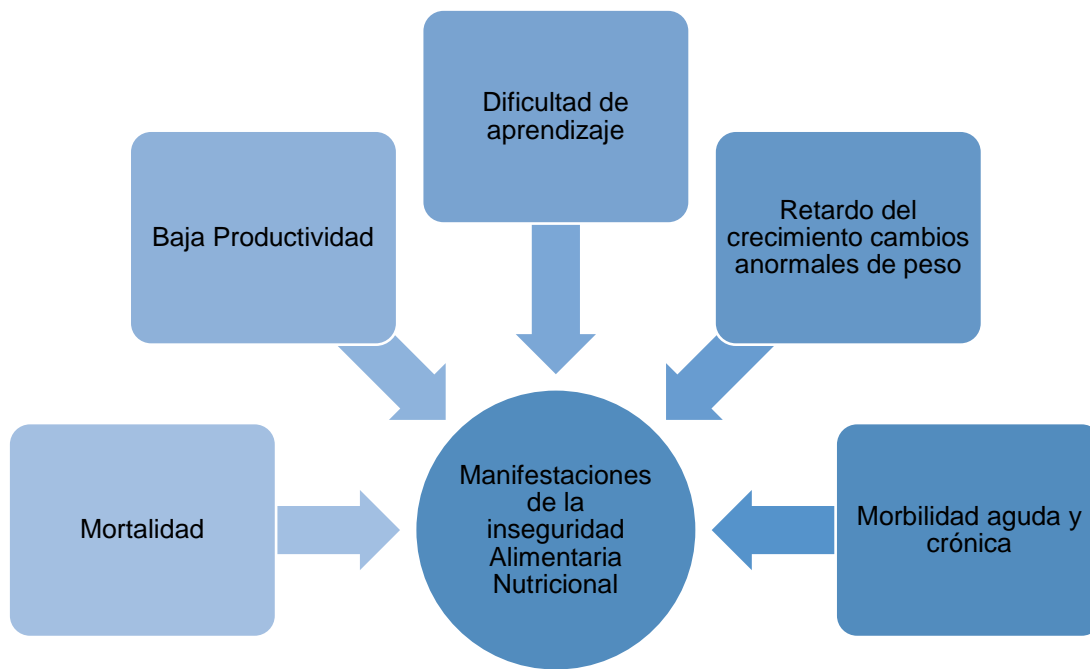 Dificultad de
aprendizaje
Baja Productividad
Retardo del
crecimiento cambios
anormales de peso
Mortalidad
Manifestaciones
de la
inseguridad
Alimentaria
Nutricional
Morbilidad aguda y
crónica